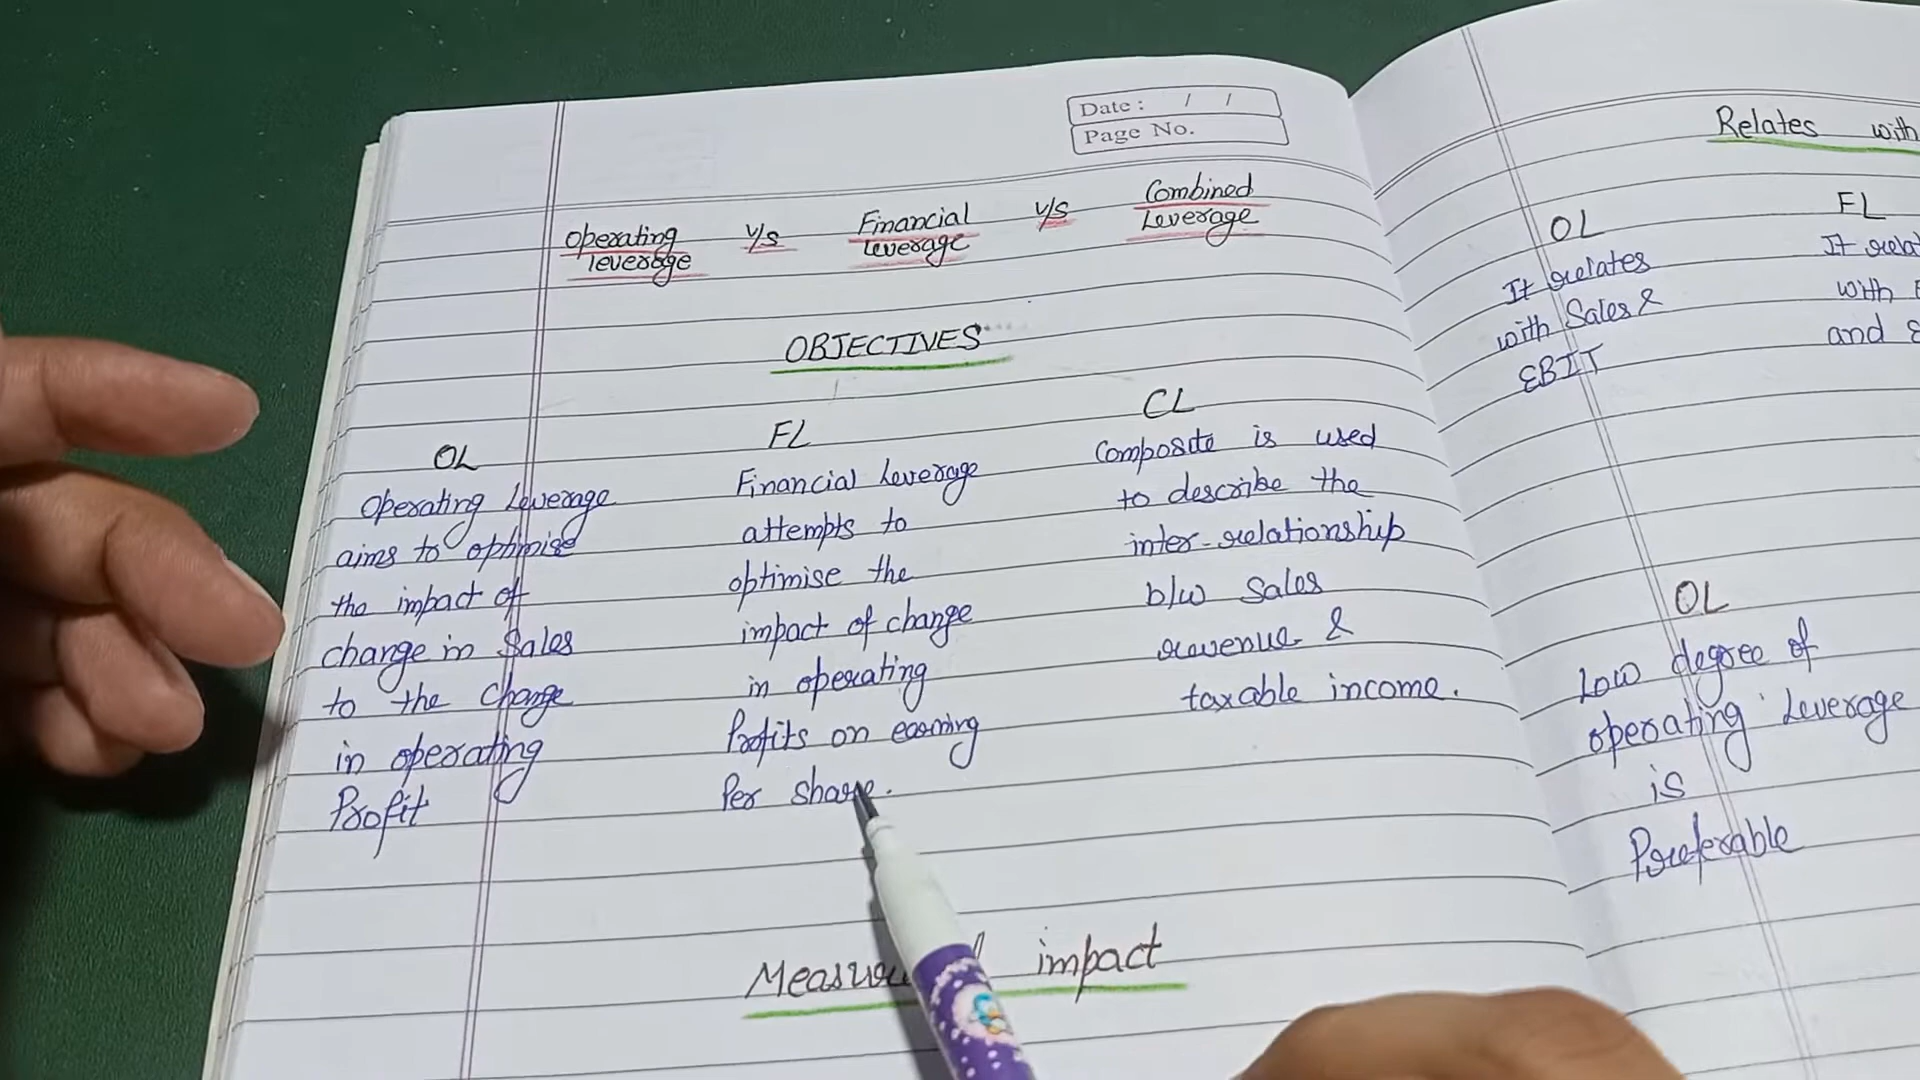 Date: / /
Page No.
Operating
leverage
v/s
Financial
leverage
v/s
Combined
Leverage
OBJECTIVES
OL
Operating Leverage
aims to optimise
the impact of
change in Sales
to the change
in operating
Profit
FL
Financial Leverage
attempts to
optimise the
impact of change
in operating
Profits on earning
Per share.
CL
Composite is used
to describe the
inter-relationship
b/w Sales
revenue &
taxable income.
impact
Relates with
OL
It relates
with Sales &
EBIT
FL
It
with
and
OL
Low degree of
operating Leverage
is
Preferable